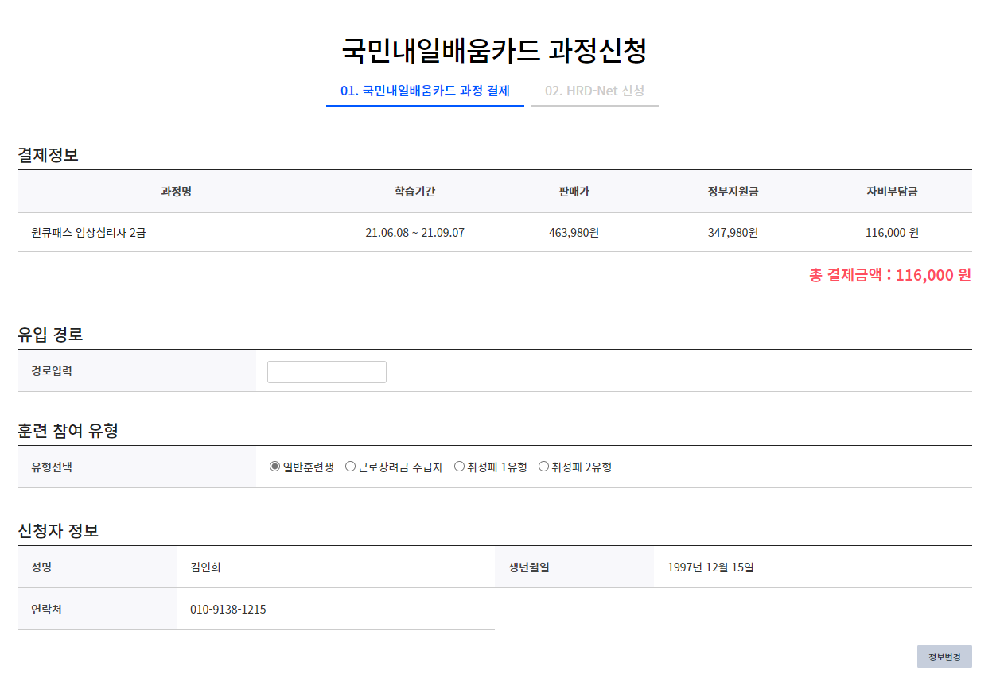 국민내일배움카드 과정신청
01. 국민내일배움카드 과정 결제 02. HRD-Net 신청
결제정보
과정명 학습기간 판매가 정부지원금 자비부담금
원큐패스 임상심리사 2급 21.06.08 ~ 21.09.07 463,980원 347,980원 116,000 원
총 결제금액 : 116,000 원
유입 경로
경로입력
훈련 참여 유형
유형선택 일반훈련생 근로장려금 수급자 취성패 1유형 취성패 2유형
신청자 정보
성명 김인희 생년월일 1997년 12월 15일
연락처 010-9138-1215
정보변경